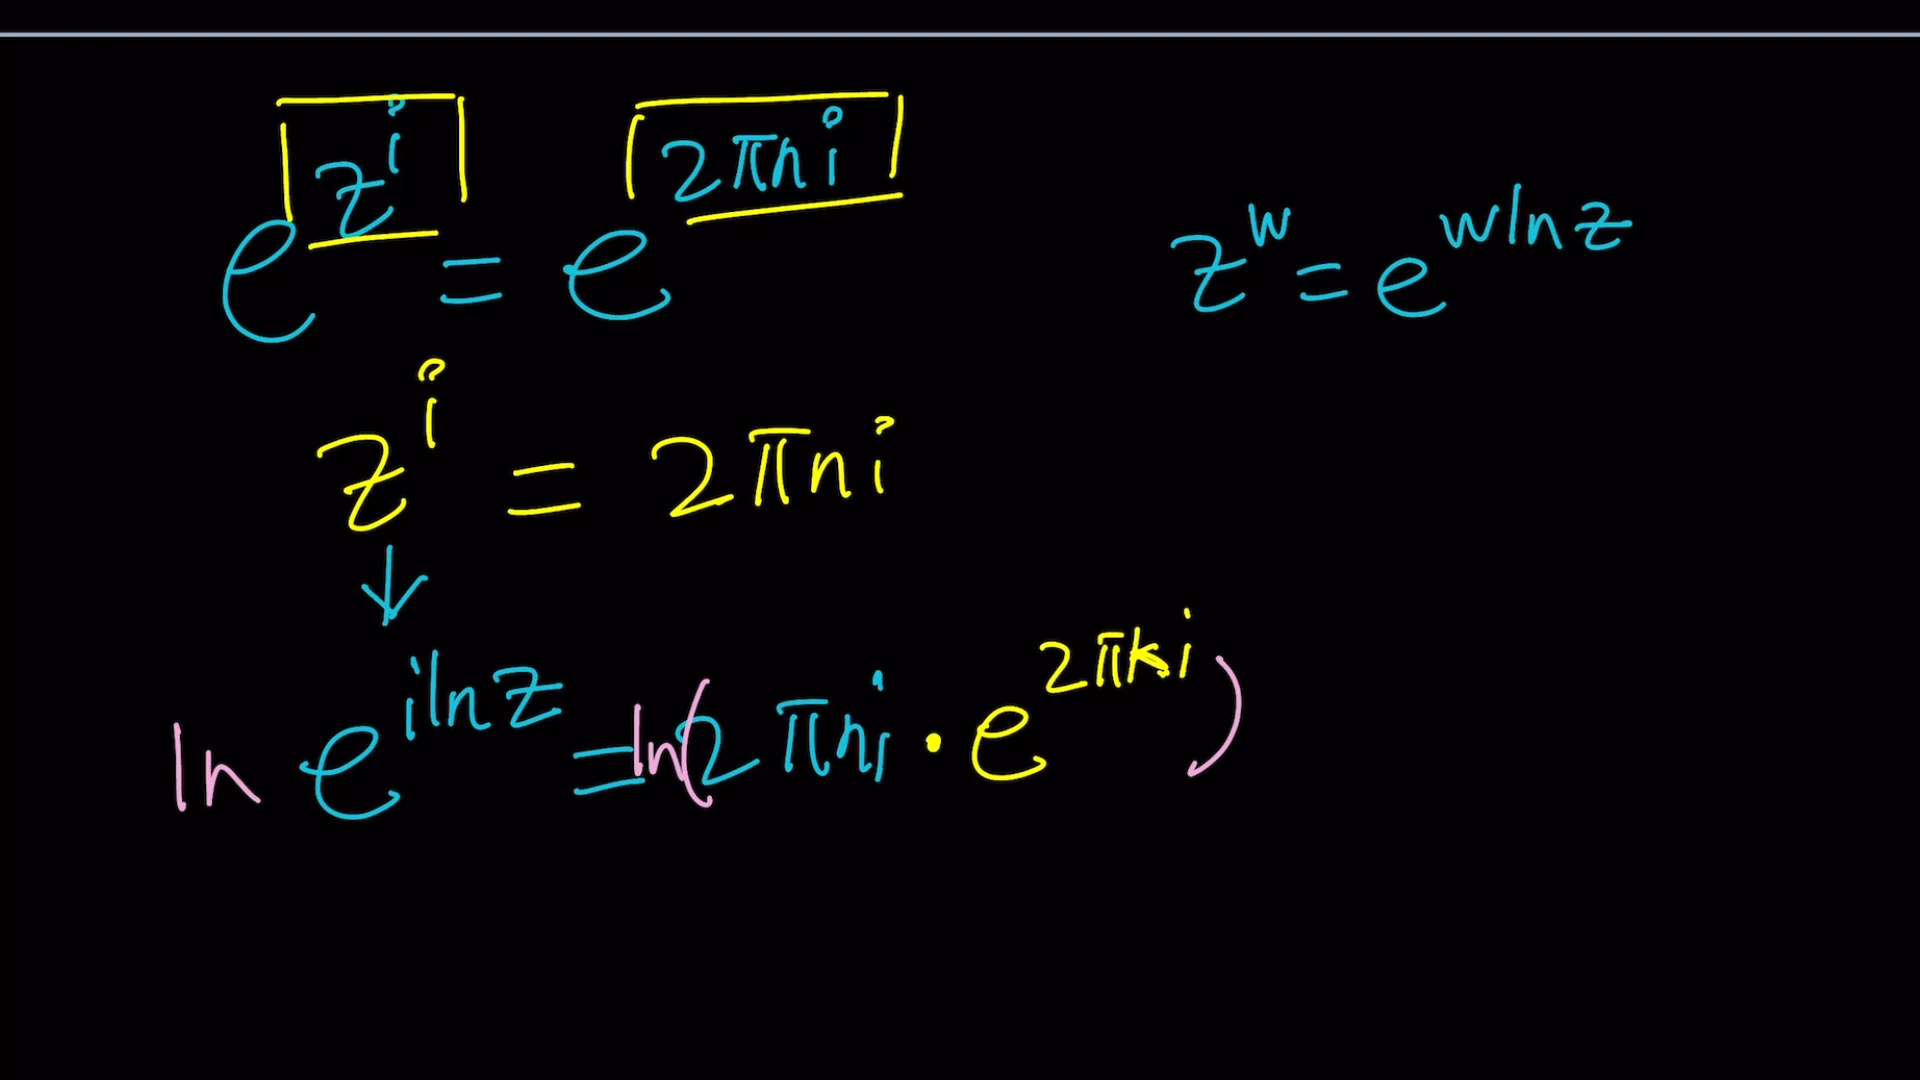 e^{z^i} = e^{2πni}
z^w = e^{w ln z}
z^i = 2πni
↓
ln e^{i ln z} = ln(2πni · e^{2πki})